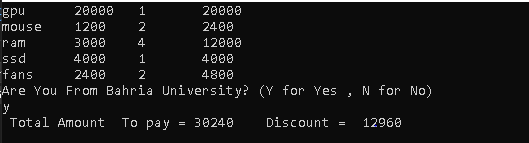 gpu 20000 1 20000
mouse 1200 2 2400
ram 3000 4 12000
ssd 4000 1 4000
fans 2400 2 4800
Are You From Bahria University? (Y for Yes , N for No)
y
Total Amount To pay = 30240 Discount = 12960